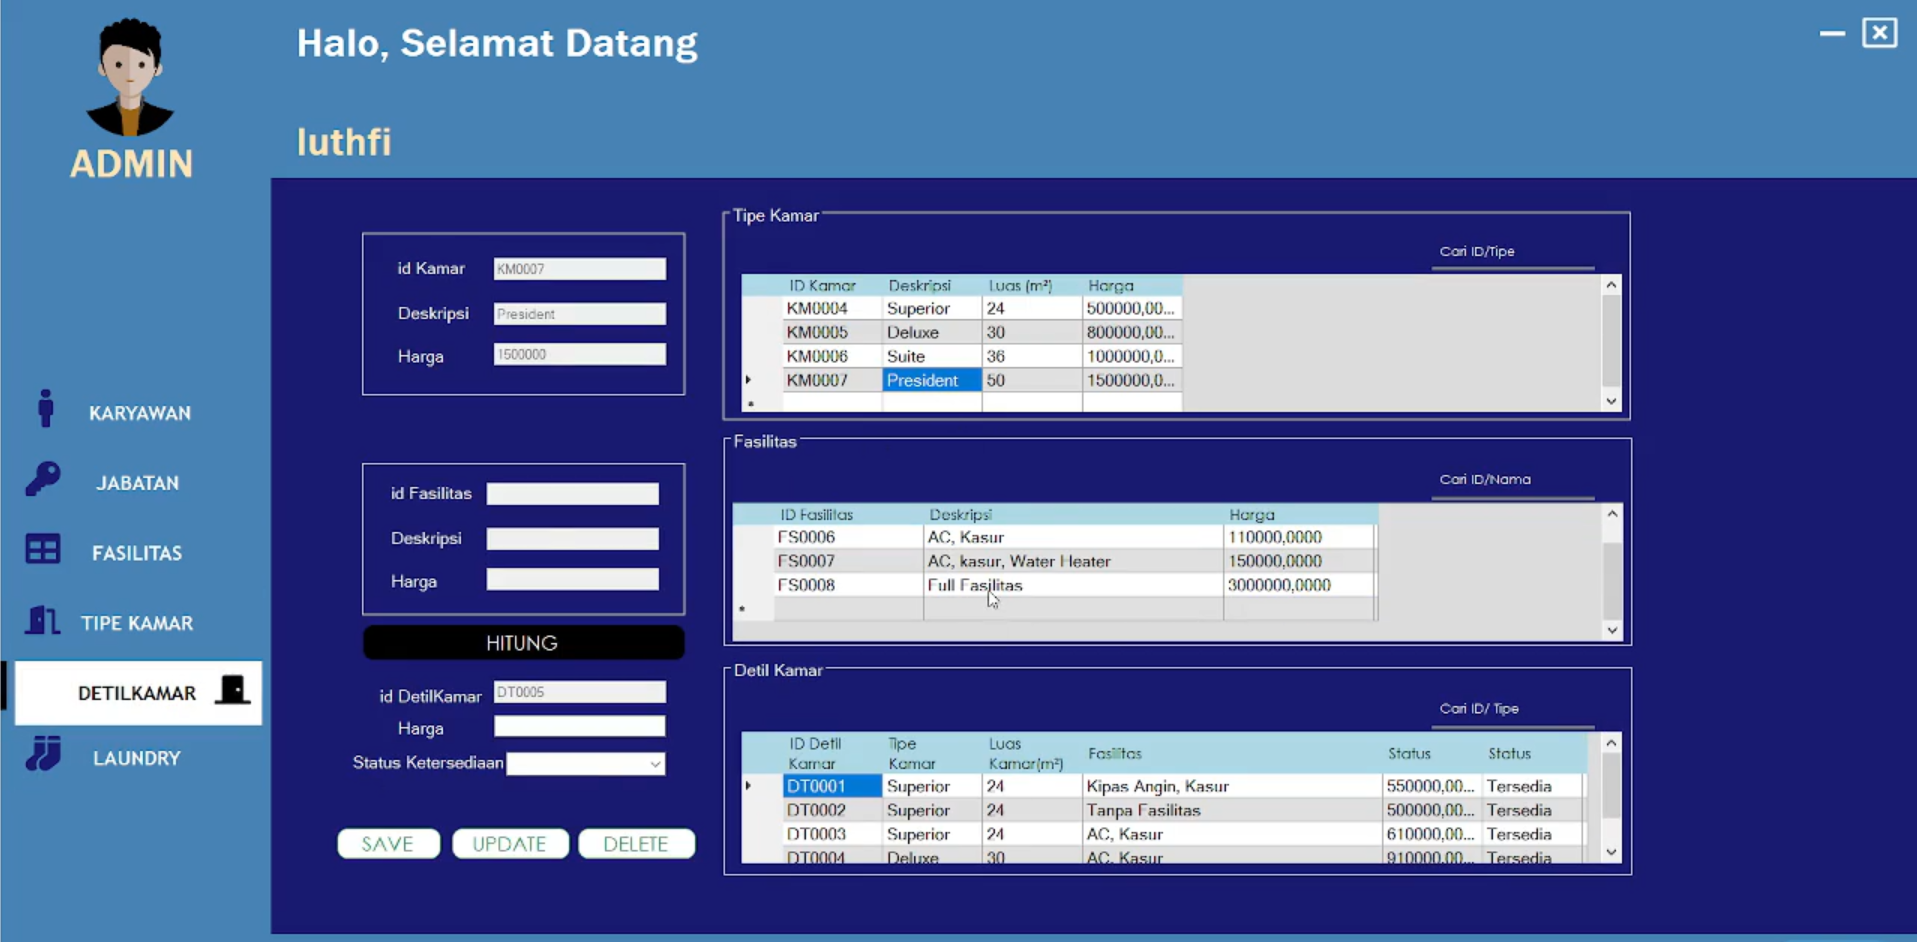 Halo, Selamat Datang
luthfi
ADMIN
KARYAWAN
JABATAN
FASILITAS
TIPE KAMAR
DETILKAMAR
LAUNDRY
id Kamar KM0007
Deskripsi President
Harga 1500000
id Fasilitas
Deskripsi
Harga
HITUNG
id DetilKamar DT0005
Harga
Status Ketersediaan
SAVE UPDATE DELETE
Tipe Kamar
Cari ID/Tipe
ID Kamar Deskripsi Luas (m²) Harga
KM0004 Superior 24 500000,00...
KM0005 Deluxe 30 800000,00...
KM0006 Suite 36 1000000,0...
KM0007 President 50 1500000,0...
Fasilitas
Cari ID/Nama
ID Fasilitas Deskripsi Harga
FS0006 AC, Kasur 110000,0000
FS0007 AC, kasur, Water Heater 150000,0000
FS0008 Full Fasilitas 3000000,0000
Detil Kamar
Cari ID/ Tipe
ID Detil Kamar Tipe Kamar Luas Kamar(m²) Fasilitas Status Status
DT0001 Superior 24 Kipas Angin, Kasur 550000,00... Tersedia
DT0002 Superior 24 Tanpa Fasilitas 500000,00... Tersedia
DT0003 Superior 24 AC, Kasur 610000,00... Tersedia
DT0004 Deluxe 30 AC, Kasur 910000,00... Tersedia